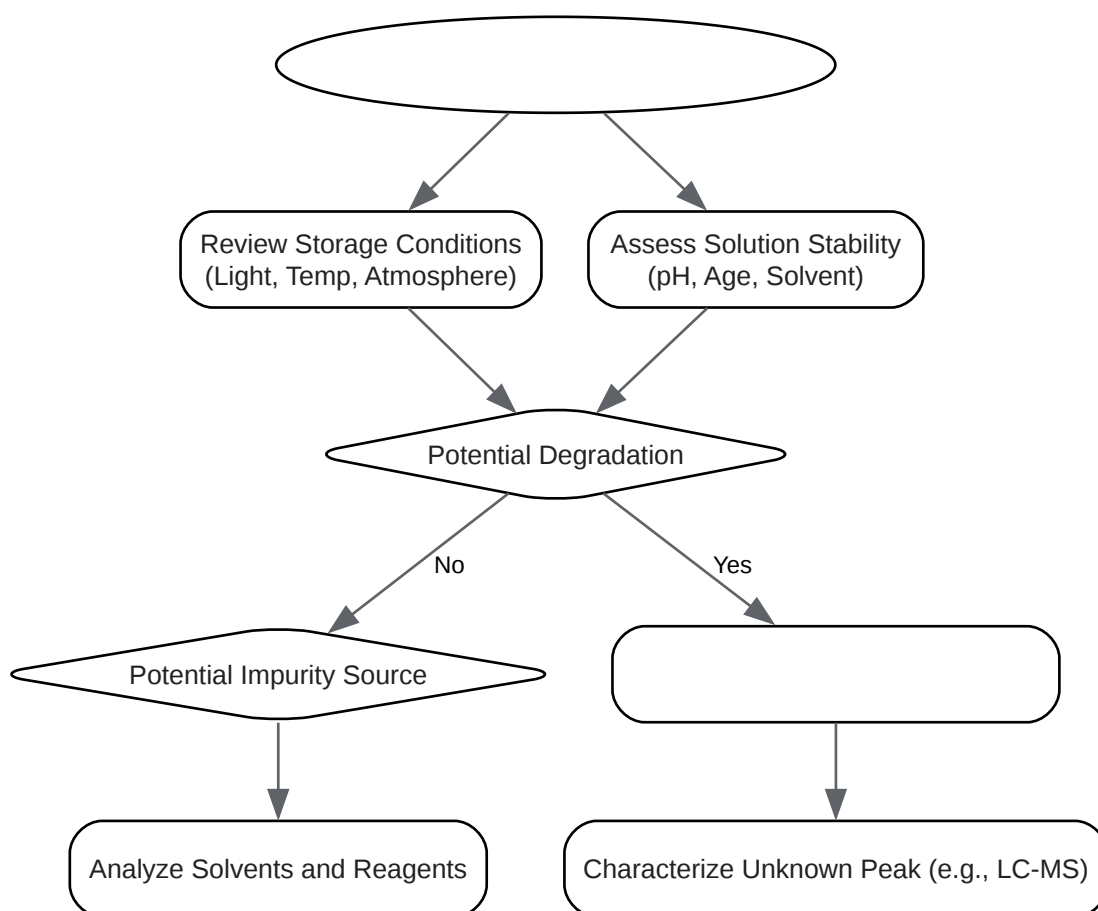 Review Storage Conditions
(Light, Temp, Atmosphere)
Assess Solution Stability
(pH, Age, Solvent)
Potential Degradation
No
Yes
Potential Impurity Source
Analyze Solvents and Reagents
Characterize Unknown Peak (e.g., LC-MS)